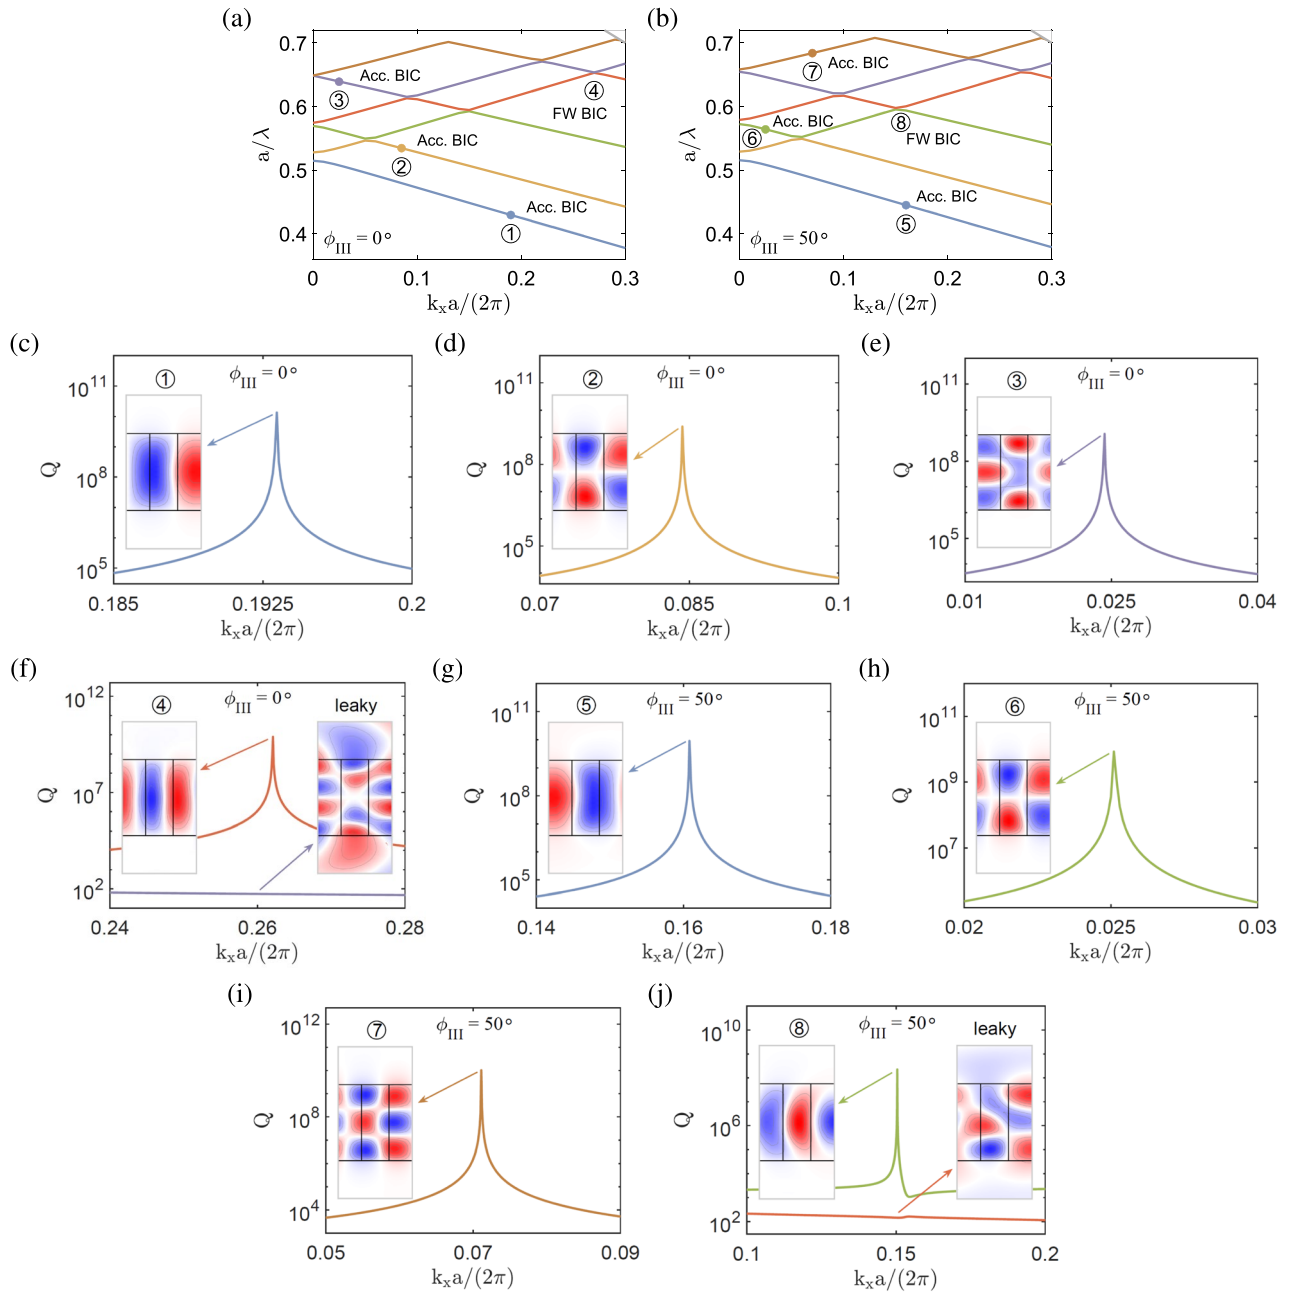 (a)
0.7
0.6
0.5
0.4
a/λ
Acc. BIC
③
④
FW BIC
Acc. BIC
②
Acc. BIC
①
ϕIII = 0°
0 0.1 0.2 0.3
kxa/(2π)
(b)
0.7
0.6
0.5
0.4
a/λ
Acc. BIC
⑦
Acc. BIC
⑥
⑧
FW BIC
Acc. BIC
⑤
ϕIII = 50°
0 0.1 0.2 0.3
kxa/(2π)
(c)
10^11
10^8
10^5
Q
①
ϕIII = 0°
0.185 0.1925 0.2
kxa/(2π)
(d)
10^11
10^8
10^5
Q
②
ϕIII = 0°
0.07 0.085 0.1
kxa/(2π)
(e)
10^11
10^8
10^5
Q
③
ϕIII = 0°
0.01 0.025 0.04
kxa/(2π)
(f)
10^12
10^7
10^2
Q
④
ϕIII = 0°
leaky
0.24 0.26 0.28
kxa/(2π)
(g)
10^11
10^8
10^5
Q
⑤
ϕIII = 50°
0.14 0.16 0.18
kxa/(2π)
(h)
10^11
10^9
10^7
Q
⑥
ϕIII = 50°
0.02 0.025 0.03
kxa/(2π)
(i)
10^12
10^8
10^4
Q
⑦
ϕIII = 50°
0.05 0.07 0.09
kxa/(2π)
(j)
10^10
10^6
10^2
Q
⑧
ϕIII = 50°
leaky
0.1 0.15 0.2
kxa/(2π)